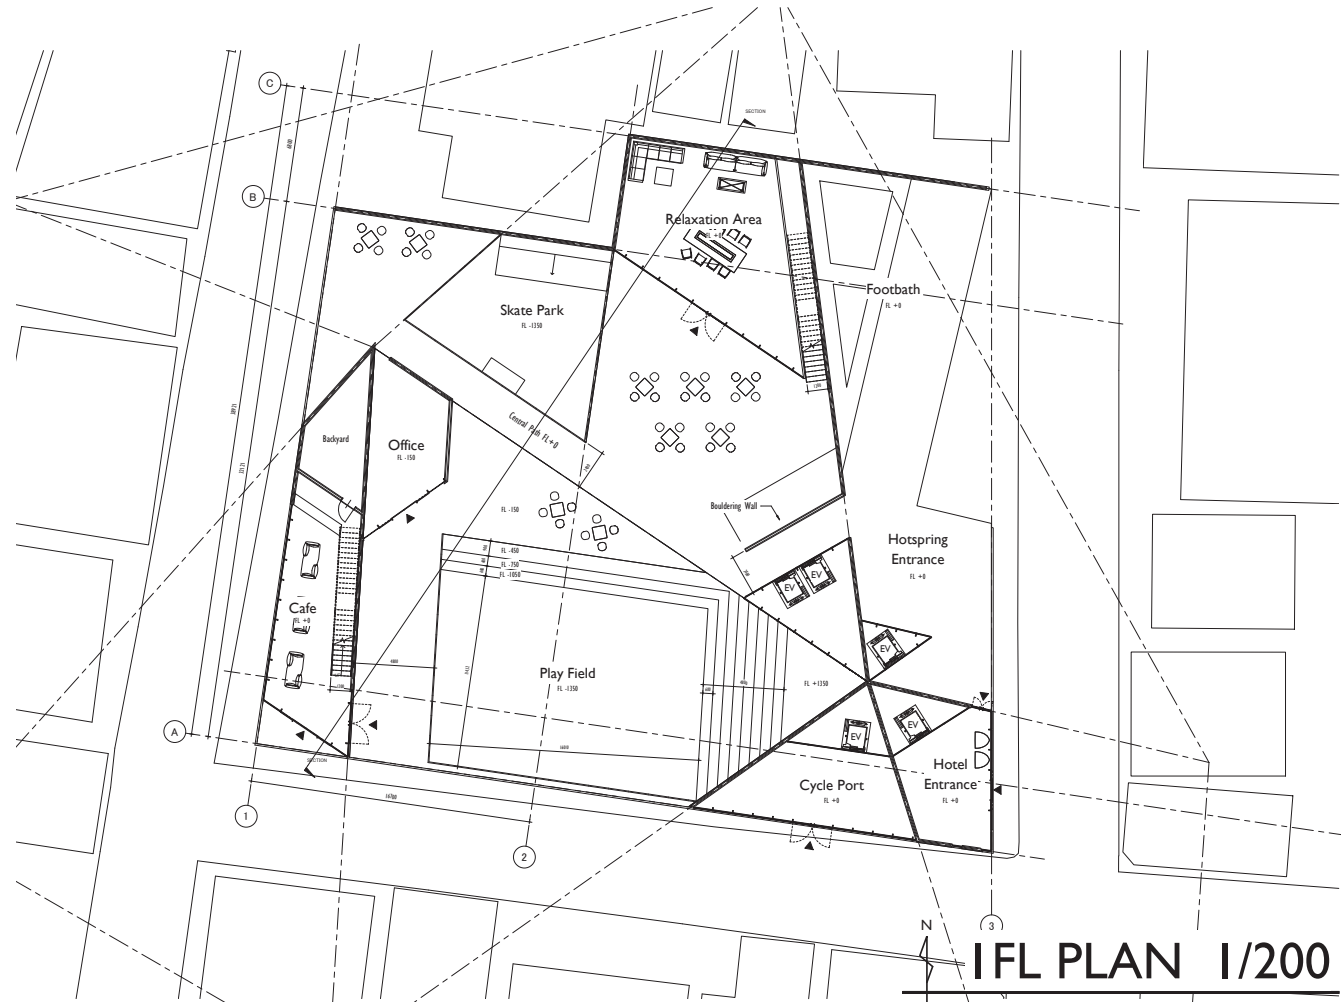 SECTION
C
6800
B
Relaxation Area
FL +0
Footbath
FL +0
Skate Park
FL -1350
Central Path FL+0
Backyard
Office
FL -150
FL -150
Bouldering Wall
Hotspring
Entrance
FL +0
FL -450
FL -750
FL -1050
EV
EV
Cafe
FL +0
EV
Play Field
FL -1350
FL +1350
EV
EV
A
SECTION
Hotel
Entrance
FL +0
Cycle Port
FL +0
1
2
3
N
1FL PLAN 1/200